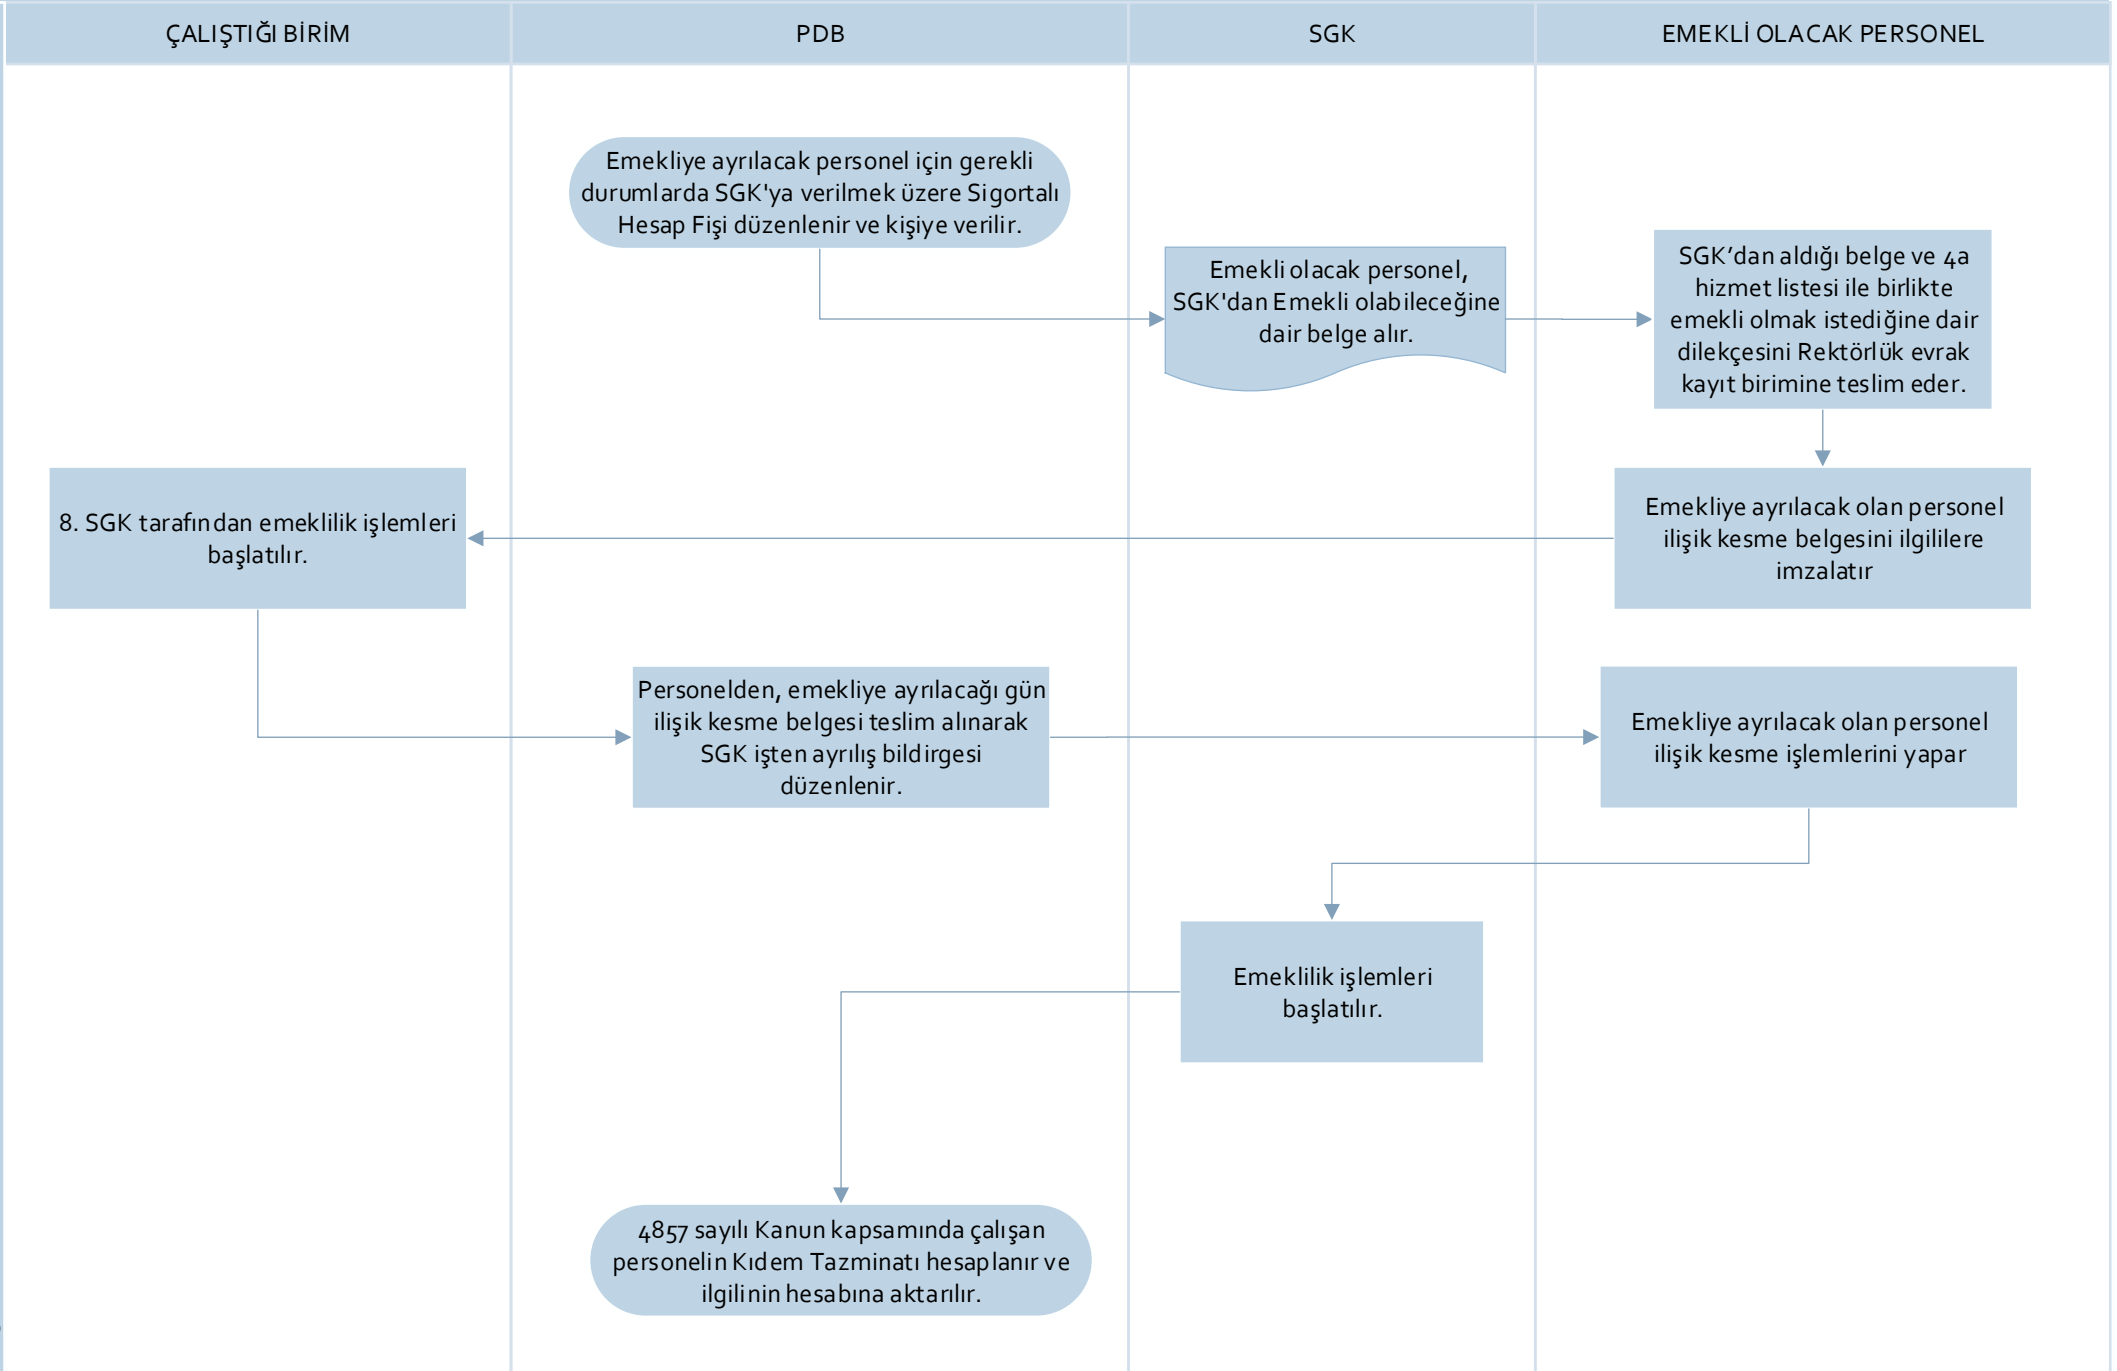 ÇALIŞTIĞI BİRİM
PDB
SGK
EMEKLİ OLACAK PERSONEL
Emekliye ayrılacak personel için gerekli
durumlarda SGK'ya verilmek üzere Sigortalı
Hesap Fişi düzenlenir ve kişiye verilir.
Emekli olacak personel,
SGK'dan Emekli olabileceğine
dair belge alır.
SGK’dan aldığı belge ve 4a
hizmet listesi ile birlikte
emekli olmak istediğine dair
dilekçesini Rektörlük evrak
kayıt birimine teslim eder.
8. SGK tarafından emeklilik işlemleri
başlatılır.
Emekliye ayrılacak olan personel
ilişik kesme belgesini ilgililere
imzalatır
Personelden, emekliye ayrılacağı gün
ilişik kesme belgesi teslim alınarak
SGK işten ayrılış bildirgesi
düzenlenir.
Emekliye ayrılacak olan personel
ilişik kesme işlemlerini yapar
Emeklilik işlemleri
başlatılır.
4857 sayılı Kanun kapsamında çalışan
personelin Kıdem Tazminatı hesaplanır ve
ilgilinin hesabına aktarılır.